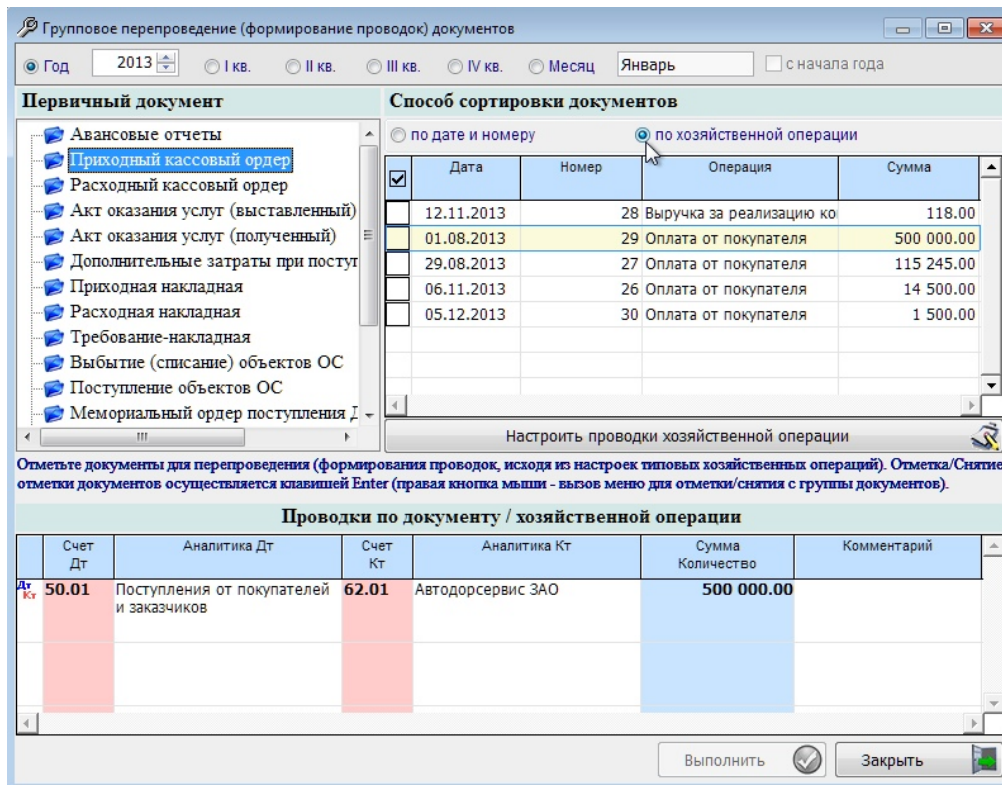 Групповое перепроведение (формирование проводок) документов
Год 2013 I кв. II кв. III кв. IV кв. Месяц Январь с начала года
Первичный документ
Авансовые отчеты
Приходный кассовый ордер
Расходный кассовый ордер
Акт оказания услуг (выставленный)
Акт оказания услуг (полученный)
Дополнительные затраты при посту
Приходная накладная
Расходная накладная
Требование-накладная
Выбытие (списание) объектов ОС
Поступление объектов ОС
Мемориальный ордер поступления
Способ сортировки документов
по дате и номеру по хозяйственной операции
Дата Номер Операция Сумма
12.11.2013 28 Выручка за реализацию ко 118.00
01.08.2013 29 Оплата от покупателя 500 000.00
29.08.2013 27 Оплата от покупателя 115 245.00
06.11.2013 26 Оплата от покупателя 14 500.00
05.12.2013 30 Оплата от покупателя 1 500.00
Настроить проводки хозяйственной операции
Отметьте документы для перепроведения (формирования проводок, исходя из настроек типовых хозяйственных операций). Отметка/Снятие
отметки документов осуществляется клавишей Enter (правая кнопка мыши - вызов меню для отметки/снятия с группы документов).
Проводки по документу / хозяйственной операции
Счет Аналитика Дт Счет Аналитика Кт Сумма Комментарий
Дт Кт Количество
Дт 50.01 Поступления от покупателей 62.01 Автодорсервис ЗАО 500 000.00
Кт и заказчиков
Выполнить Закрыть